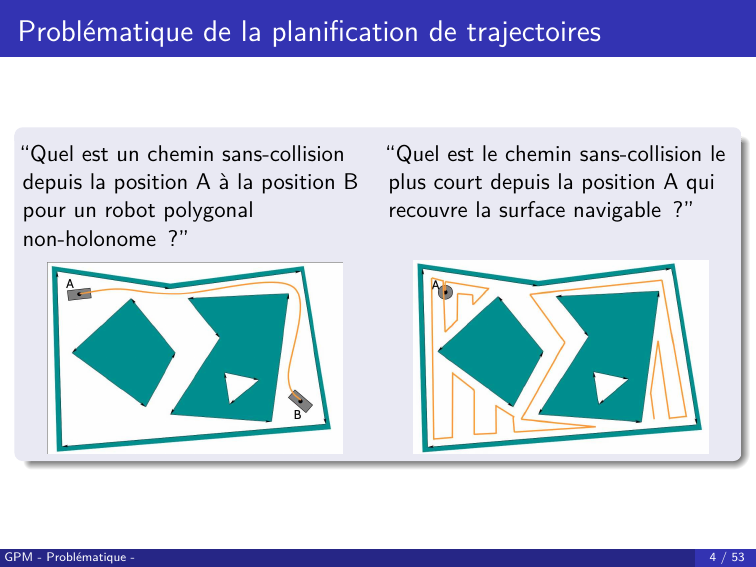 Problématique de la planification de trajectoires
“Quel est un chemin sans-collision
depuis la position A à la position B
pour un robot polygonal
non-holonome ?”
A
B
“Quel est le chemin sans-collision le
plus court depuis la position A qui
recouvre la surface navigable ?”
A
GPM - Problématique -
4 / 53